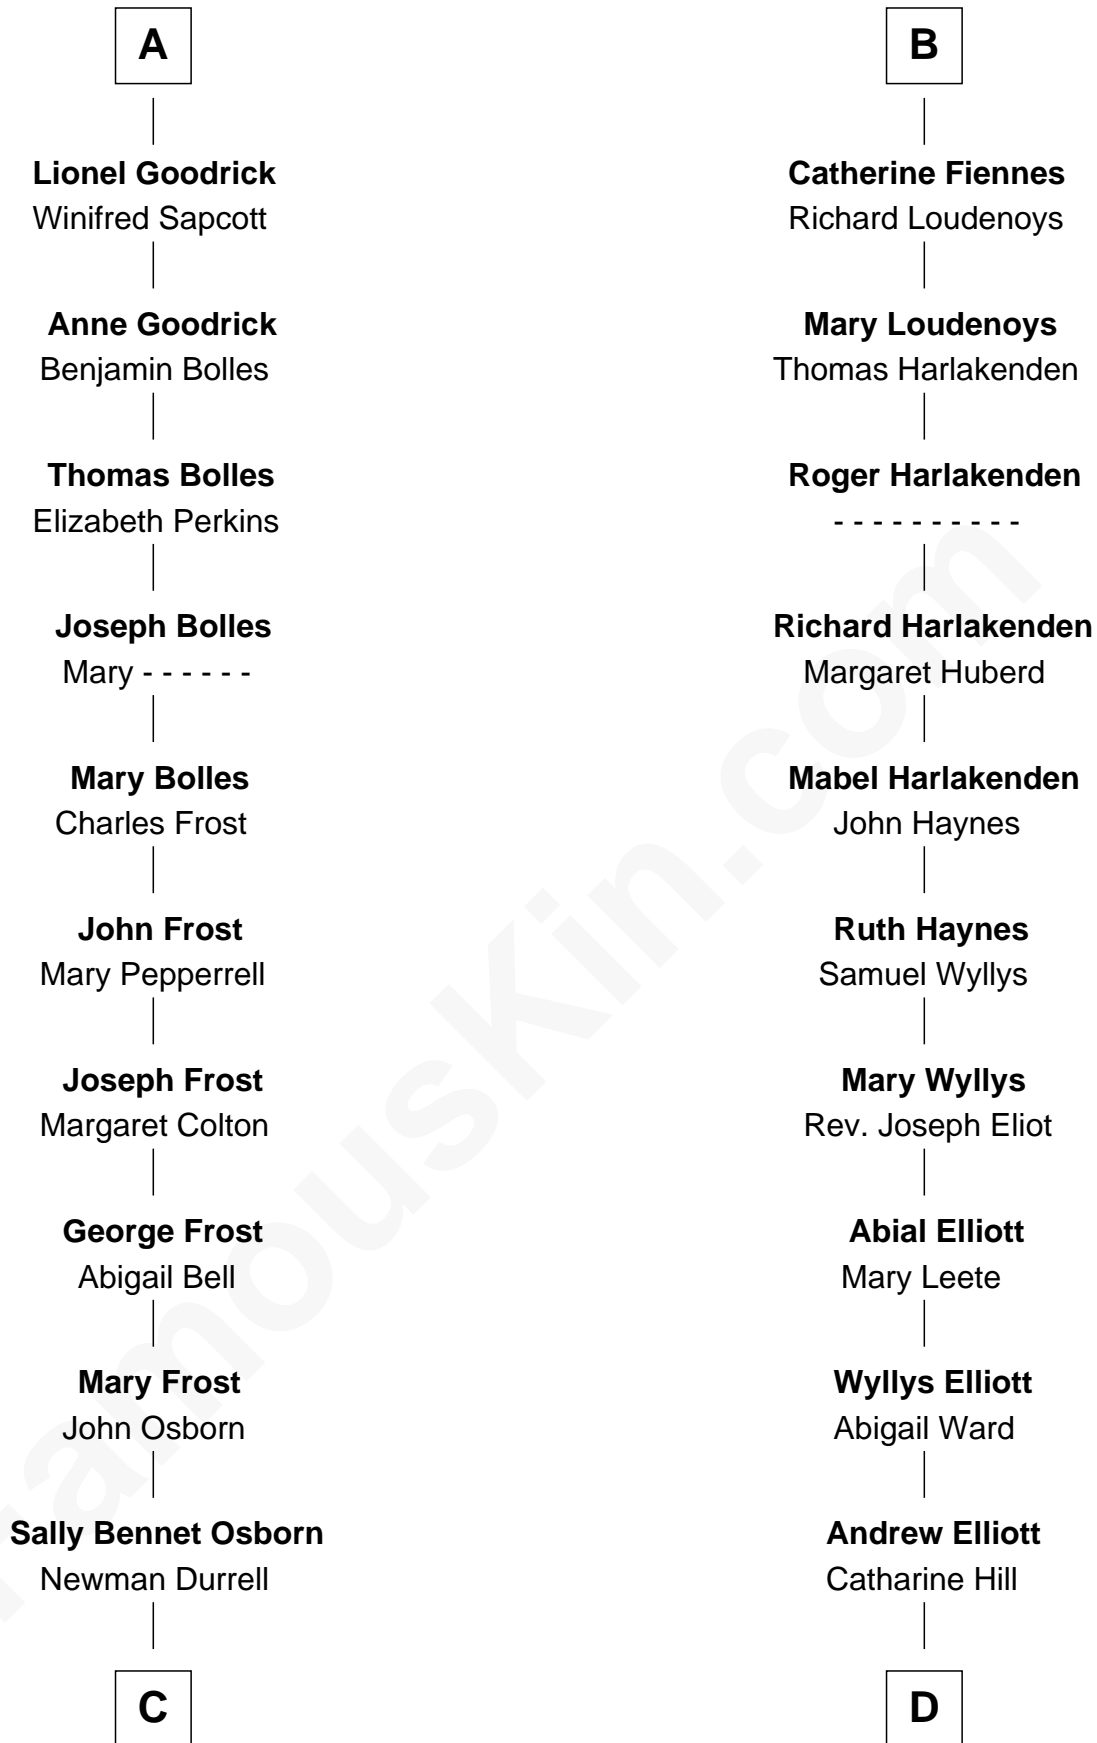 A
Lionel Goodrick
Winifred Sapcott
Anne Goodrick
Benjamin Bolles
Thomas Bolles
Elizabeth Perkins
Joseph Bolles
Mary - - - - - -
Mary Bolles
Charles Frost
John Frost
Mary Pepperrell
Joseph Frost
Margaret Colton
George Frost
Abigail Bell
Mary Frost
John Osborn
Sally Bennet Osborn
Newman Durrell
C
B
Catherine Fiennes
Richard Loudenoys
Mary Loudenoys
Thomas Harlakenden
Roger Harlakenden
- - - - - - - - - -
Richard Harlakenden
Margaret Huberd
Mabel Harlakenden
John Haynes
Ruth Haynes
Samuel Wyllys
Mary Wyllys
Rev. Joseph Eliot
Abial Elliott
Mary Leete
Wyllys Elliott
Abigail Ward
Andrew Elliott
Catharine Hill
D
FamousKin.com